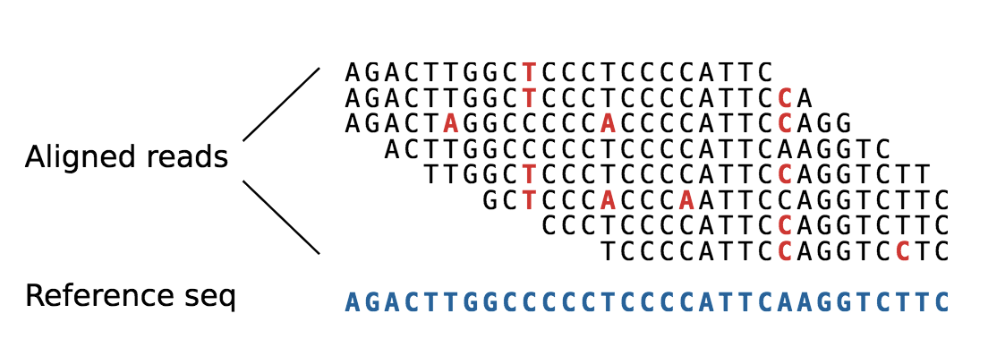 AGACTTGGCTCCCTCCCCATTC
AGACTTGGCTCCCTCCCCATTCCA
AGACTAGGCCCCCACCCCATTCCAGG
ACTTGGCCCCCTCCCCATTCAAGGTC
Aligned reads
TTGGCTCCCTCCCCATTCCAGGTCTT
GCTCCCACCCAATTCCAGGTCTTC
CCCTCCCCATTCCAGGTCTTC
TCCCCATTCCAGGTCCTC
Reference seq AGACTTGGCCCCCTCCCCATTCAAGGTCTTC